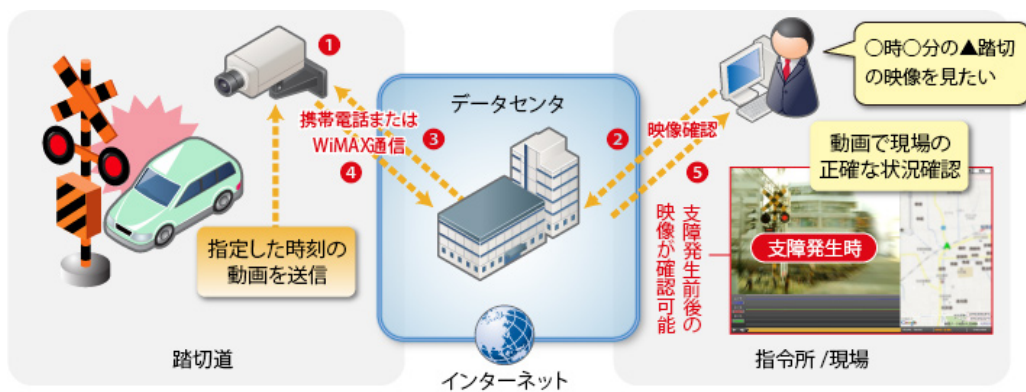 ❶
携帯電話または
WiMAX通信
❸
❹
指定した時刻の
動画を送信
踏切道
データセンタ
インターネット
❷
映像確認
❺
○時○分の▲踏切
の映像を見たい
動画で現場の
正確な状況確認
支障発生前後の
映像が確認可能
支障発生時
指令所/現場